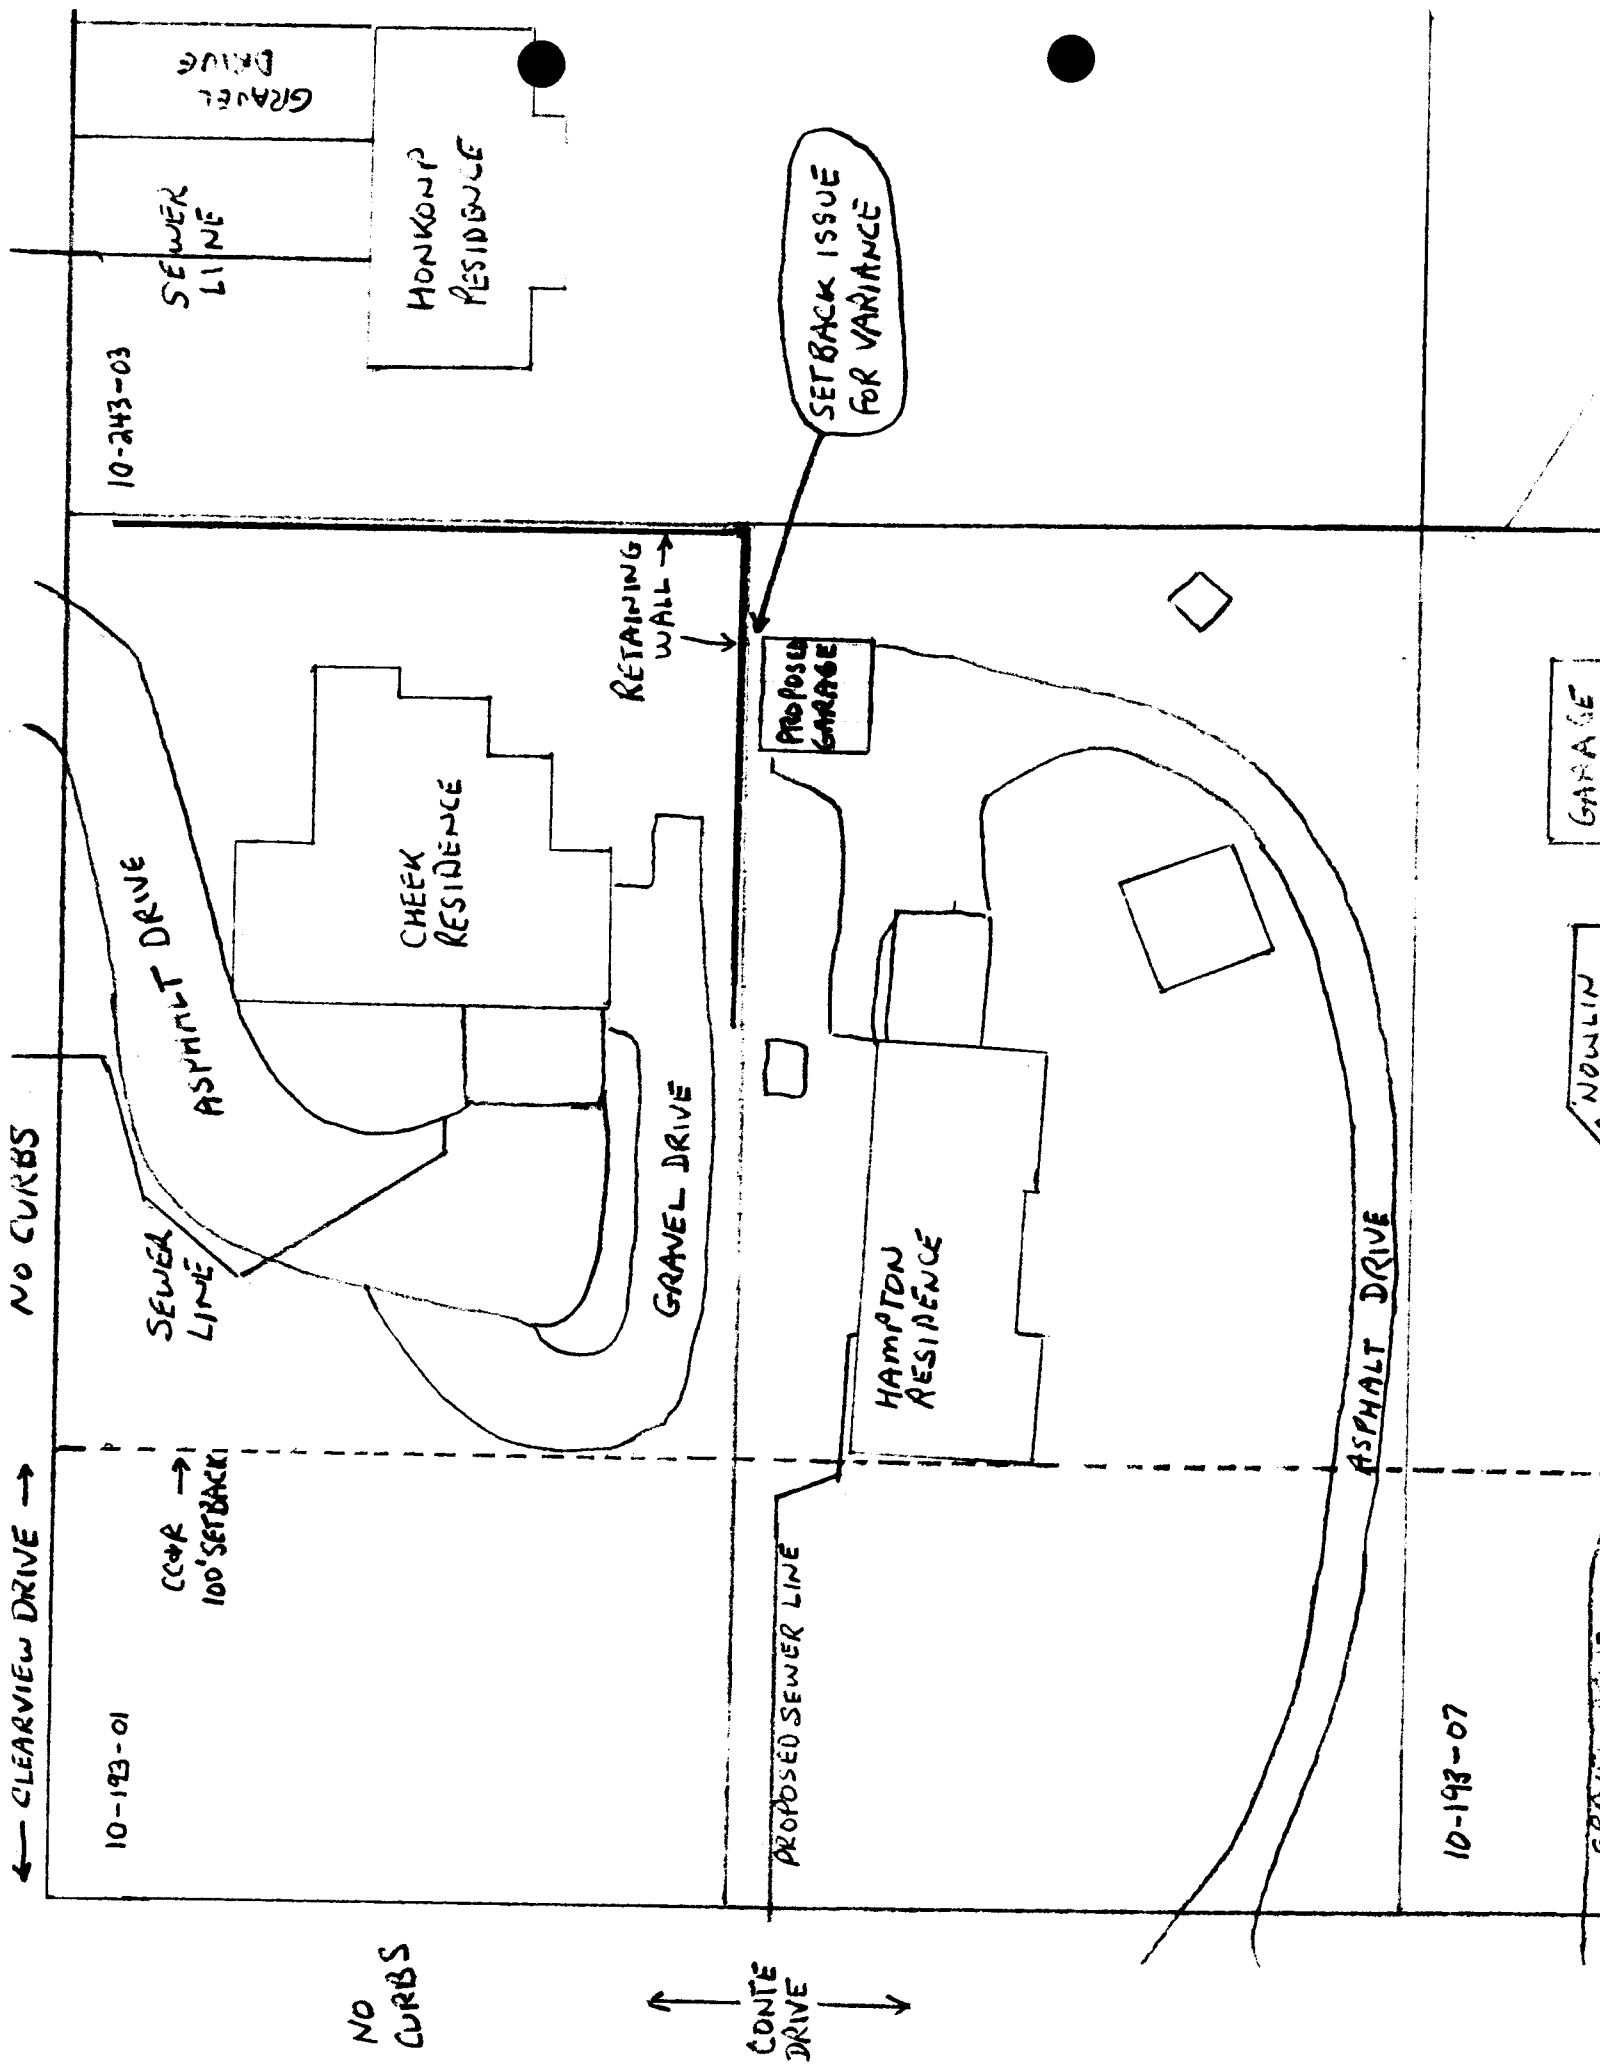 ← CLEARVIEW DRIVE →
NO CURBS
10-193-01
CC&R →
100' SETBACK
SEWER
LINE
ASPHALT DRIVE
CHEEK
RESIDENCE
GRAVEL DRIVE
RETAINING
WALL →
10-243-03
SEWER
LINE
GRAVEL
DRIVE
HONKONP
RESIDENCE
SETBACK ISSUE
FOR VARIANCE
PROPOSED
GARAGE
HAMPTON
RESIDENCE
PROPOSED SEWER LINE
ASPHALT DRIVE
NO
CURBS
CONTE
DRIVE
10-193-07
NOWLIN
GARAGE